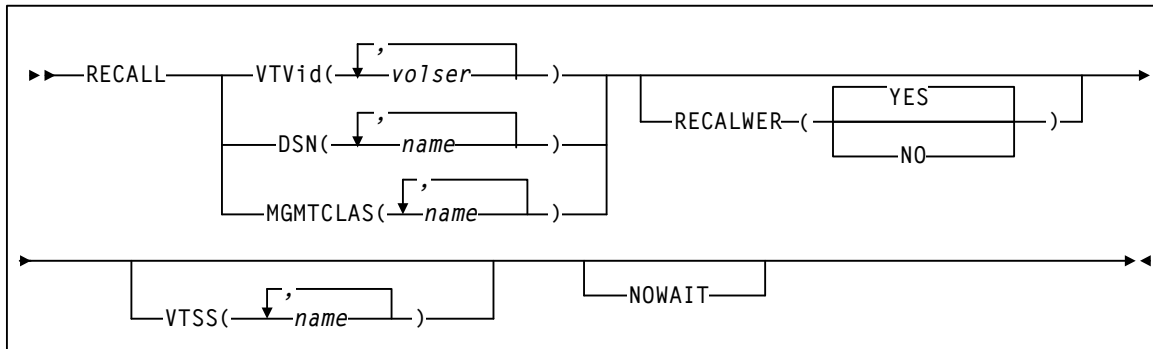 ,
RECALL VTVid( volser )
YES
RECALWER ( )
NO
,
DSN( name )
,
MGMTCLAS( name )
,
VTSS( name )
NOWAIT